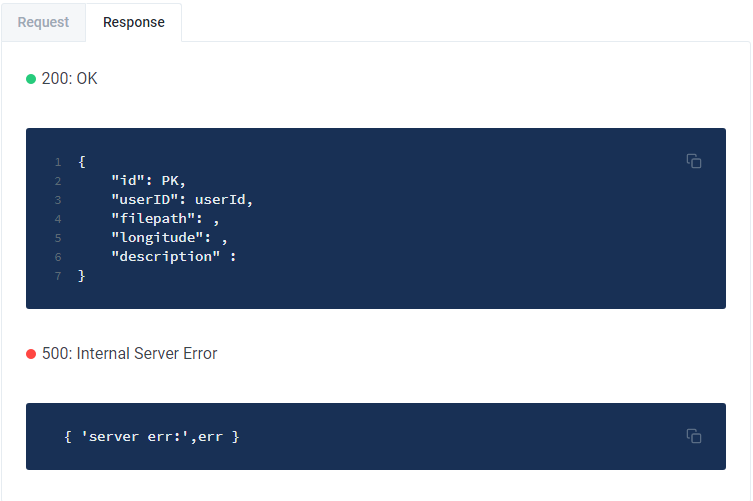 Request Response
200: OK
1 {
2 "id": PK,
3 "userID": userId,
4 "filepath": ,
5 "longitude": ,
6 "description" :
7 }
500: Internal Server Error
{ 'server err:',err }